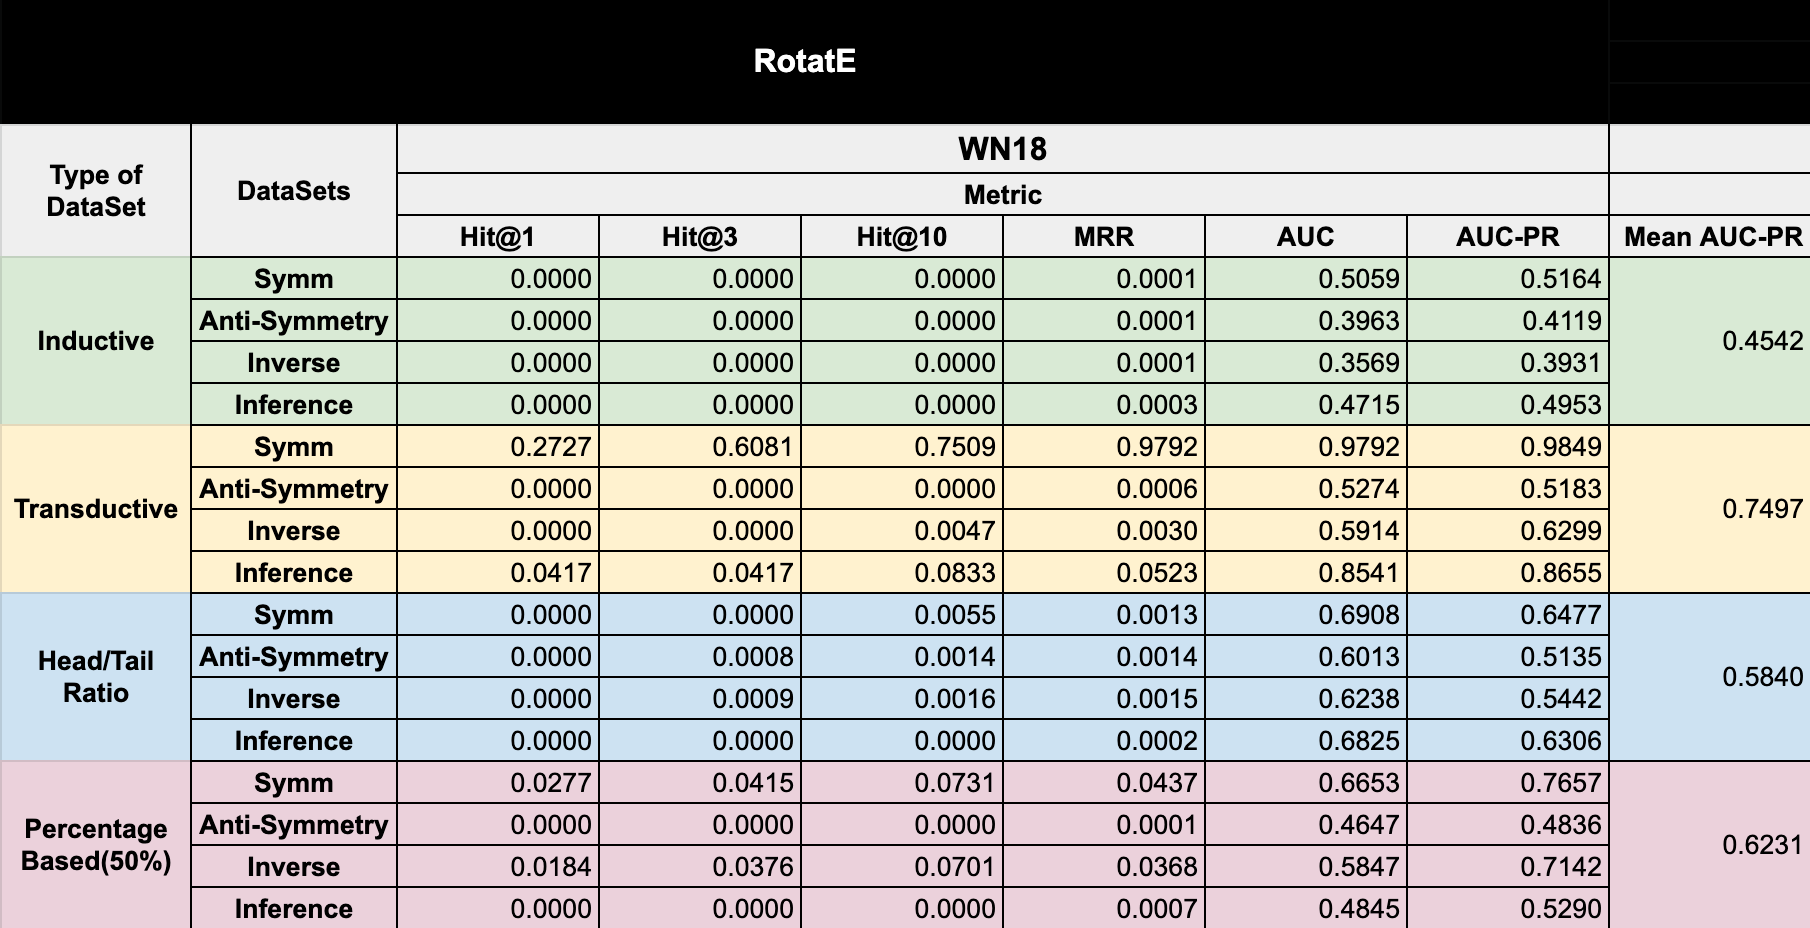 RotatE
Type of DataSet DataSets WN18
Metric
Hit@1 Hit@3 Hit@10 MRR AUC AUC-PR Mean AUC-PR
Inductive Symm 0.0000 0.0000 0.0000 0.0001 0.5059 0.5164 0.4542
Anti-Symmetry 0.0000 0.0000 0.0000 0.0001 0.3963 0.4119
Inverse 0.0000 0.0000 0.0000 0.0001 0.3569 0.3931
Inference 0.0000 0.0000 0.0000 0.0003 0.4715 0.4953
Transductive Symm 0.2727 0.6081 0.7509 0.9792 0.9792 0.9849 0.7497
Anti-Symmetry 0.0000 0.0000 0.0000 0.0006 0.5274 0.5183
Inverse 0.0000 0.0000 0.0047 0.0030 0.5914 0.6299
Inference 0.0417 0.0417 0.0833 0.0523 0.8541 0.8655
Head/Tail Ratio Symm 0.0000 0.0000 0.0055 0.0013 0.6908 0.6477 0.5840
Anti-Symmetry 0.0000 0.0008 0.0014 0.0014 0.6013 0.5135
Inverse 0.0000 0.0009 0.0016 0.0015 0.6238 0.5442
Inference 0.0000 0.0000 0.0000 0.0002 0.6825 0.6306
Percentage Based(50%) Symm 0.0277 0.0415 0.0731 0.0437 0.6653 0.7657 0.6231
Anti-Symmetry 0.0000 0.0000 0.0000 0.0001 0.4647 0.4836
Inverse 0.0184 0.0376 0.0701 0.0368 0.5847 0.7142
Inference 0.0000 0.0000 0.0000 0.0007 0.4845 0.5290